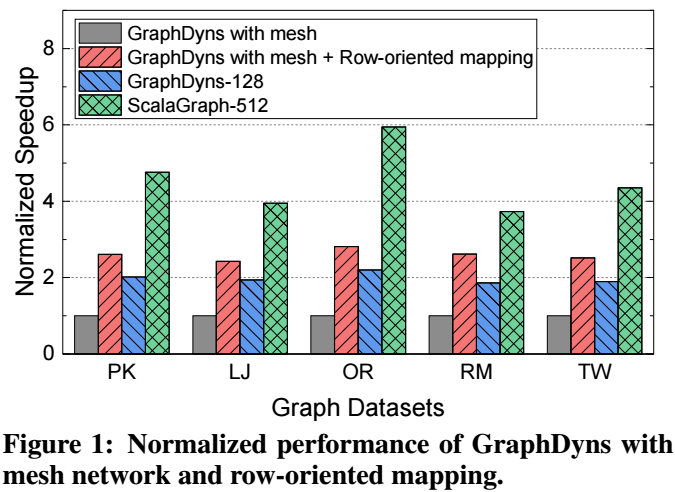 GraphDyns with mesh
GraphDyns with mesh + Row-oriented mapping
GraphDyns-128
ScalaGraph-512
Normalized Speedup
8
6
4
2
0
PK LJ OR RM TW
Graph Datasets
Figure 1: Normalized performance of GraphDyns with
mesh network and row-oriented mapping.